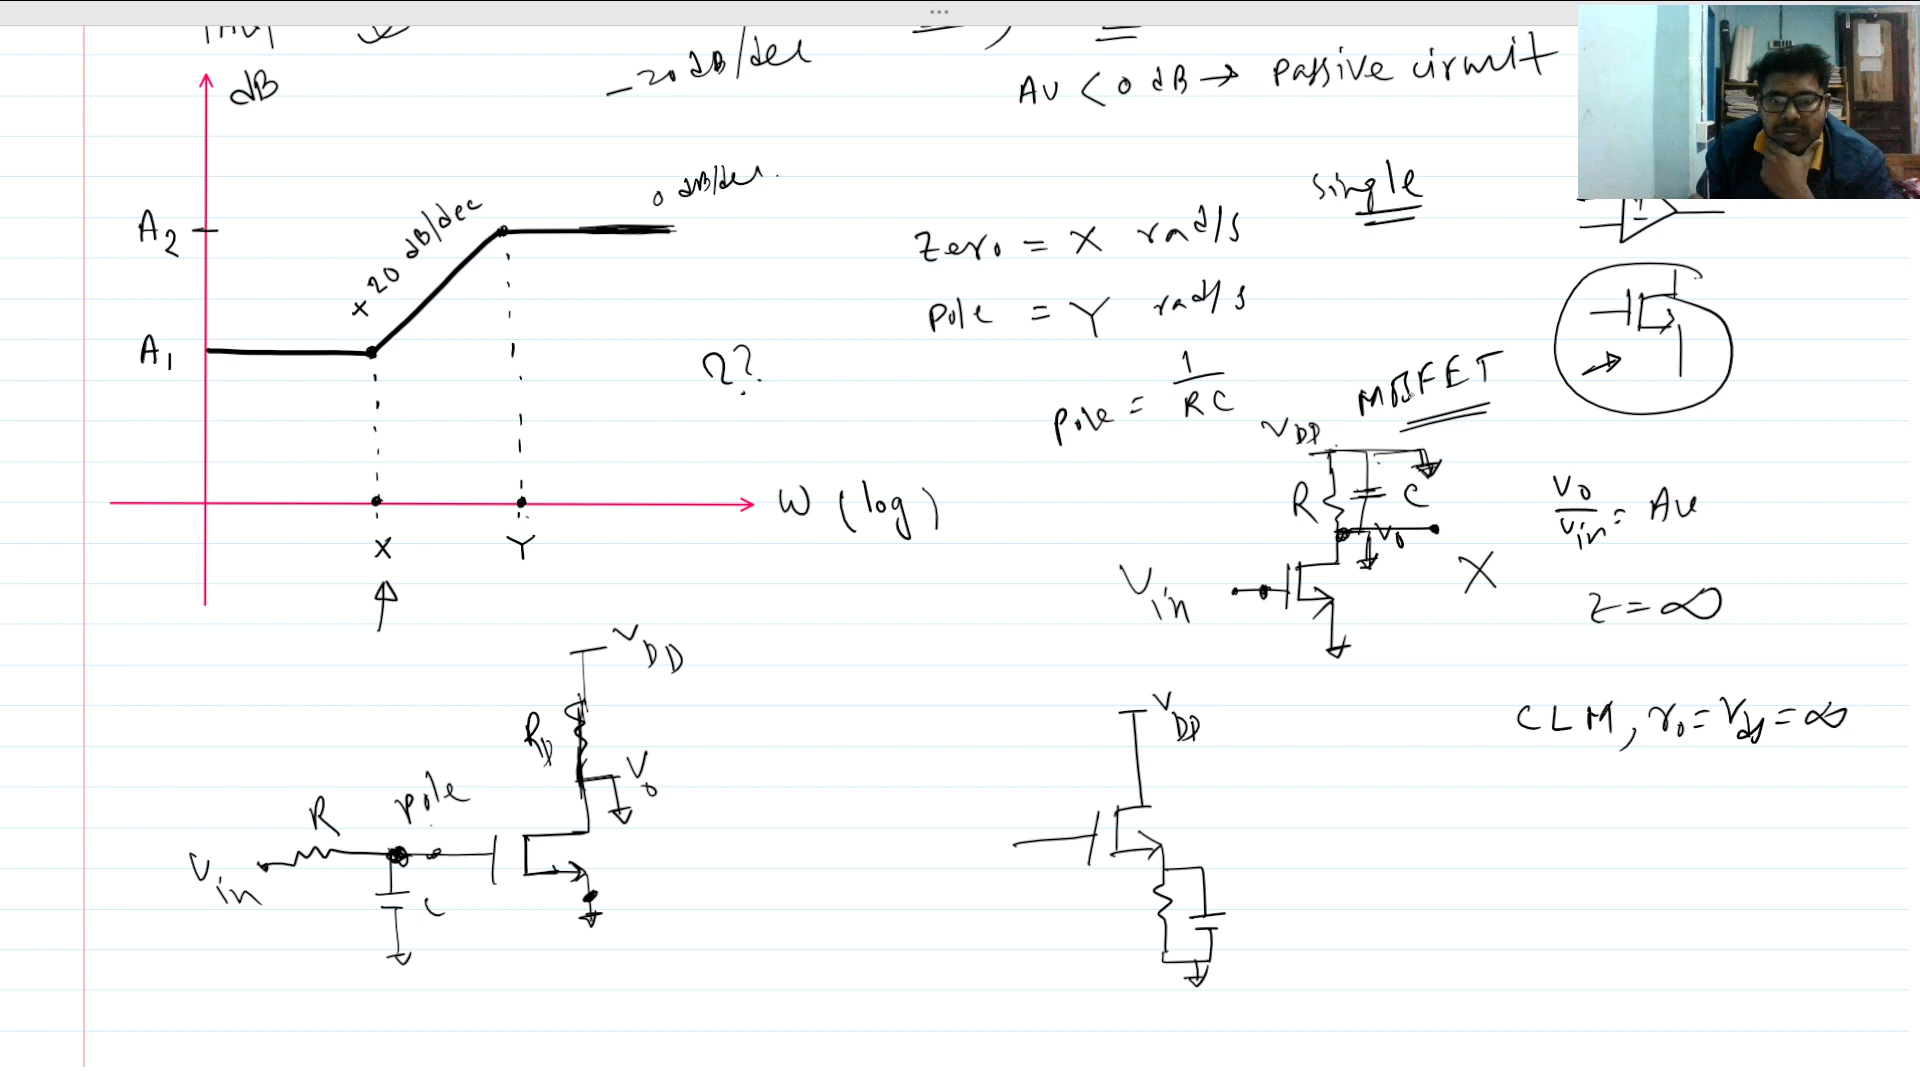 dB
-20 dB/dec
Av < 0 dB → passive circuit
A2
+20 dB/dec
0 dB/dec.
single
Zero = X rad/s
A1
??
pole = Y rad/s
pole = 1/RC
MOSFET
VDD
R
C
Vo
Vin
X
Vo/Vin = Av
z = ∞
W (log)
X
Y
VDD
RD
Vo
R
pole
Vin
C
VDD
CLM, ro = rds = ∞